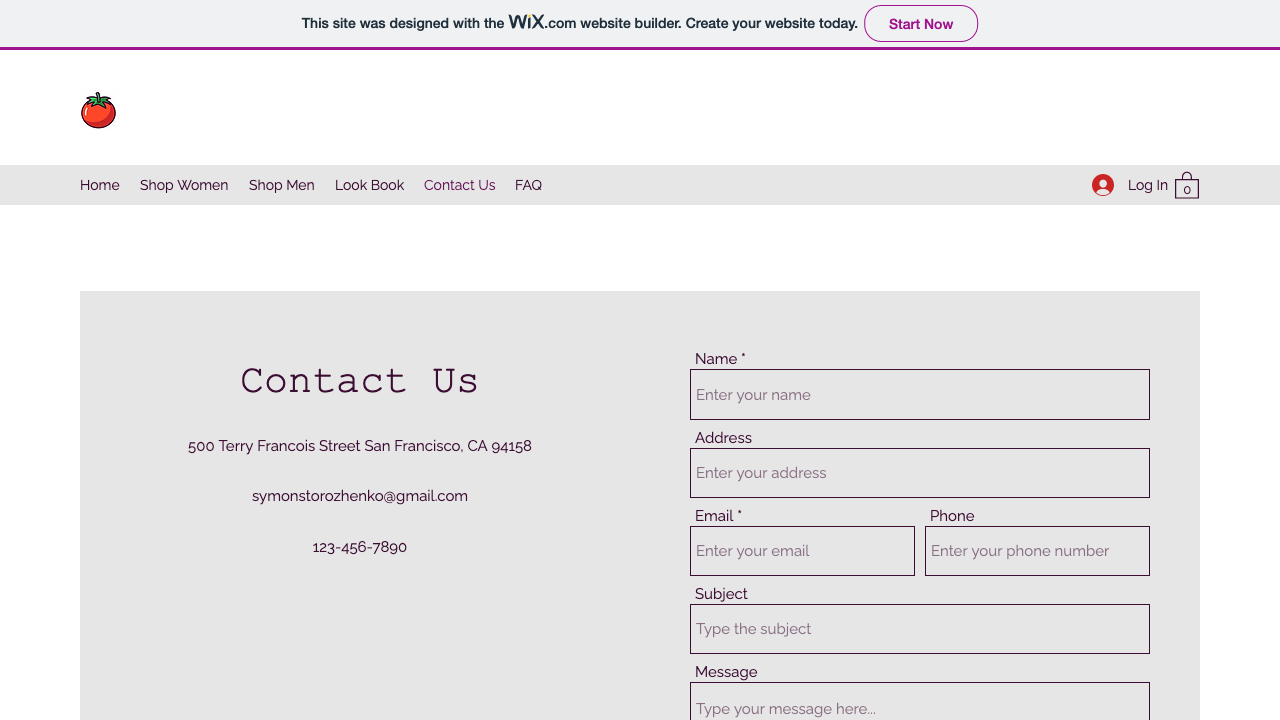 This site was designed with the WiX.com website builder. Create your website today.
Start Now
Home
Shop Women
Shop Men
Look Book
Contact Us
FAQ
Log In
0
Contact Us
500 Terry Francois Street San Francisco, CA 94158
symonstorozhenko@gmail.com
123-456-7890
Name *
Enter your name
Address
Enter your address
Email *
Enter your email
Phone
Enter your phone number
Subject
Type the subject
Message
Type your message here...